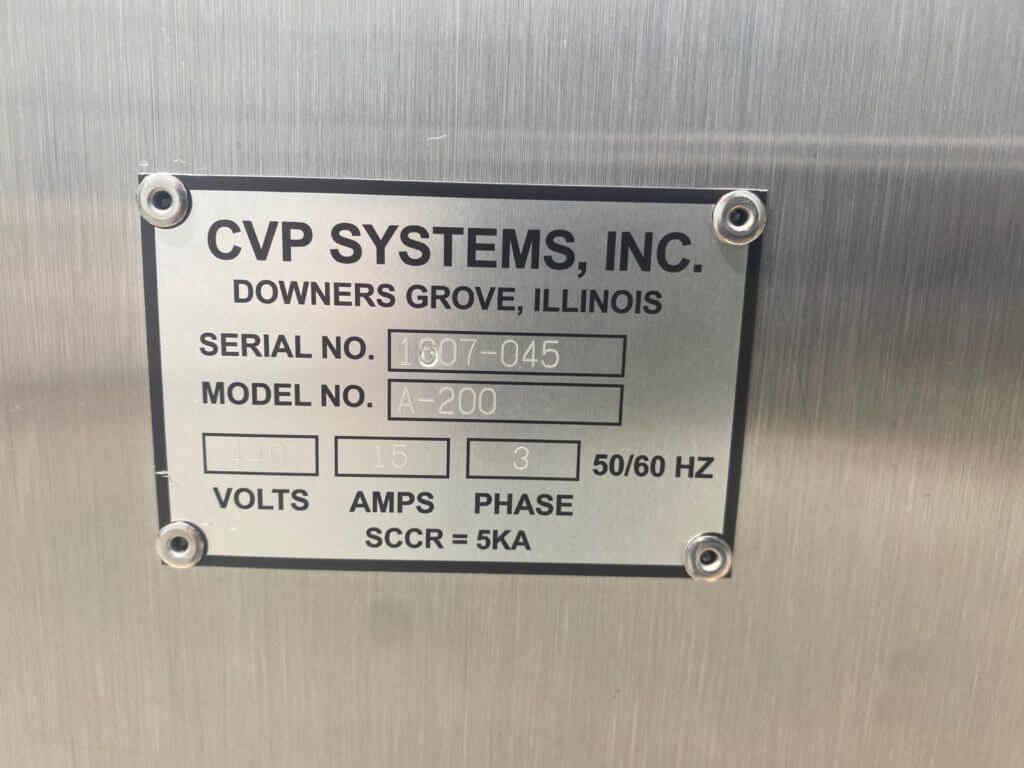 CVP SYSTEMS, INC.
DOWNERS GROVE, ILLINOIS
SERIAL NO. 1607-045
MODEL NO. A-200
440 15 3 50/60 HZ
VOLTS AMPS PHASE
SCCR = 5KA